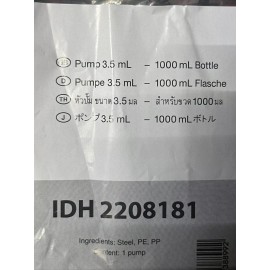 Pump 3.5 mL – 1000 mL Bottle
D Pumpe 3.5 mL – 1000 mL Flasche
TH หัวปั๊ม ขนาด 3.5 มล – สำหรับขวด 1000 มล
J ポンプ 3.5 mL – 1000 mL ボトル
IDH 2208181
Ingredients: Steel, PE, PP
Content: 1 pump